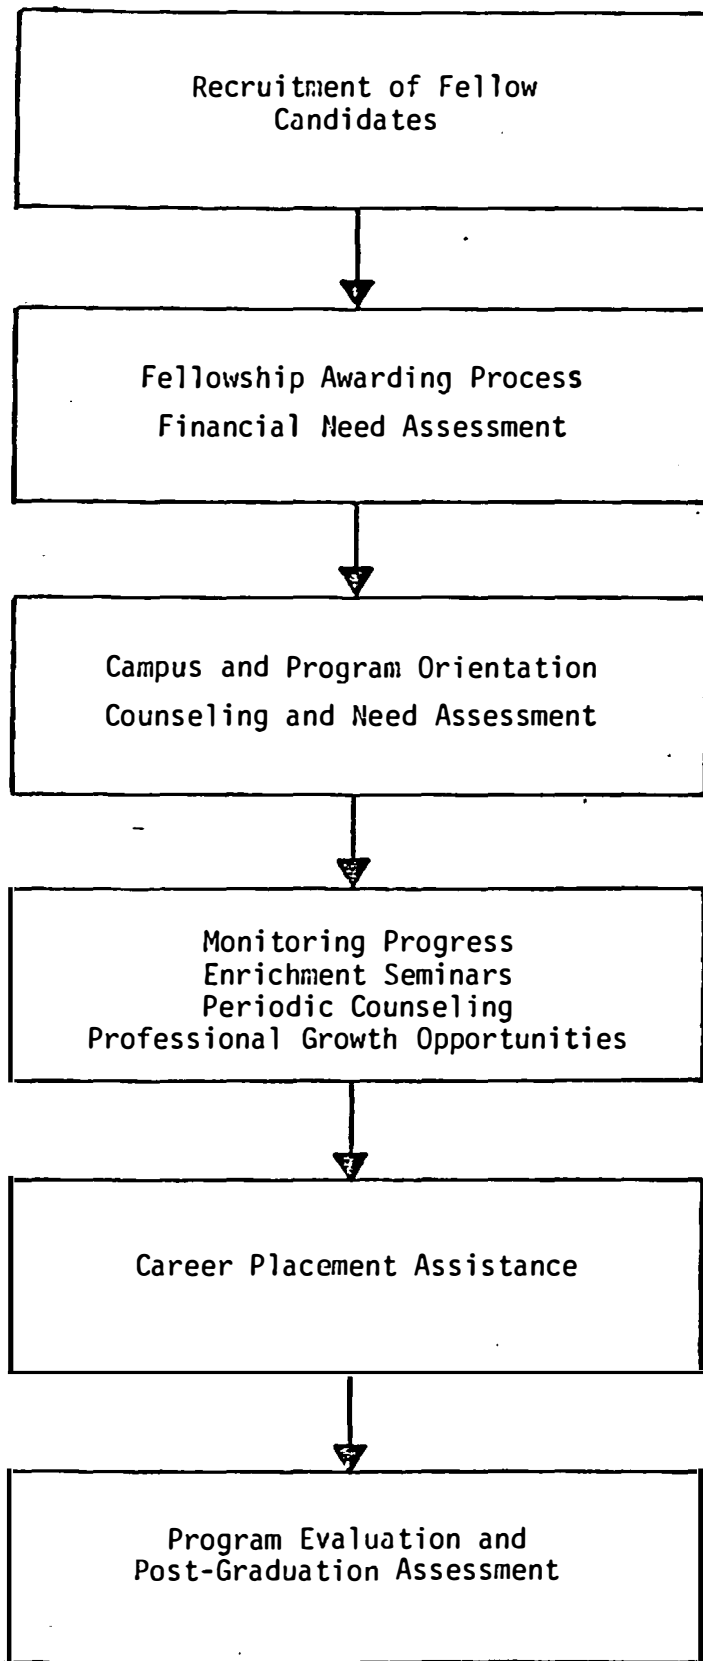 Recruitment of Fellow
Candidates
Fellowship Awarding Process
Financial Need Assessment
Campus and Program Orientation
Counseling and Need Assessment
Monitoring Progress
Enrichment Seminars
Periodic Counseling
Professional Growth Opportunities
Career Placement Assistance
Program Evaluation and
Post-Graduation Assessment